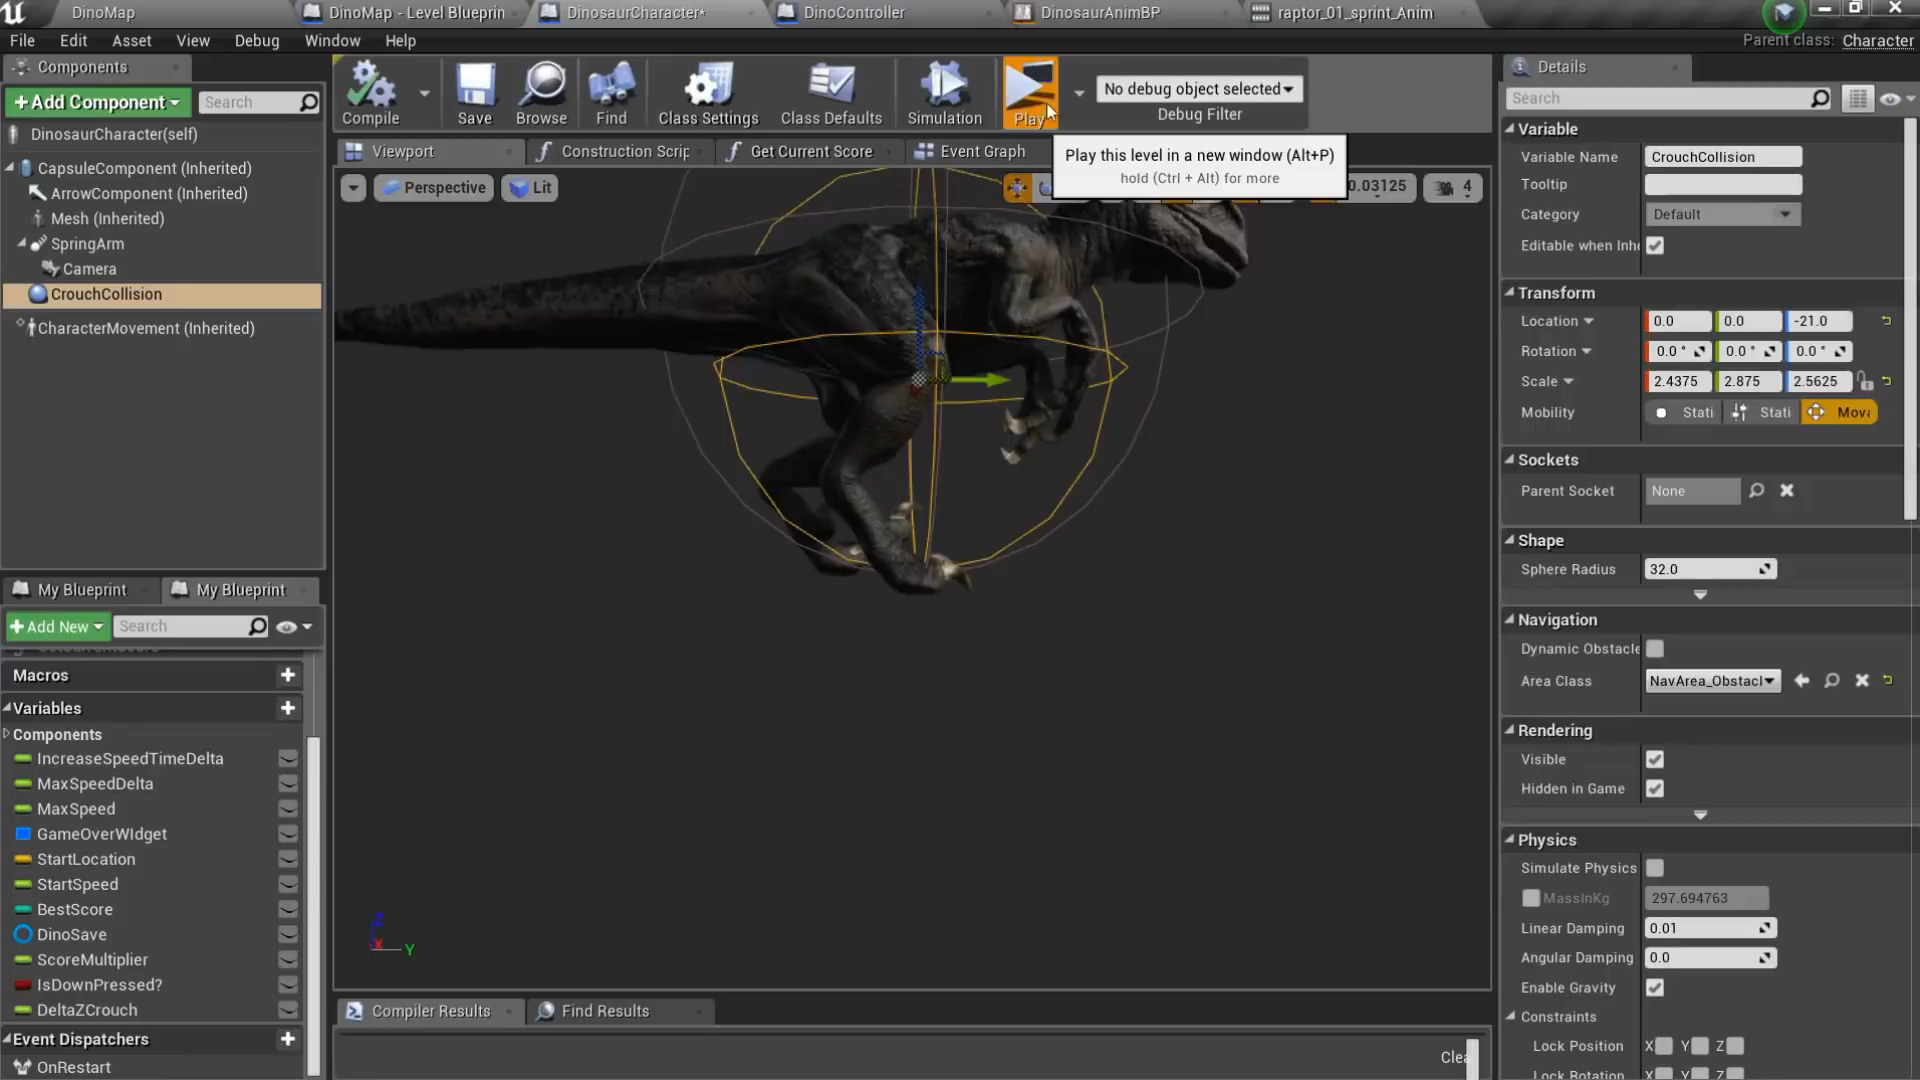 DinoMap
DinoMap - Level Blueprin
DinosaurCharacter*
DinoController
DinosaurAnimBP
raptor_01_sprint_Anim
File Edit Asset View Debug Window Help
Parent class: Character
Components
+Add Component
Search
DinosaurCharacter(self)
CapsuleComponent (Inherited)
ArrowComponent (Inherited)
Mesh (Inherited)
SpringArm
Camera
CrouchCollision
CharacterMovement (Inherited)
My Blueprint
My Blueprint
+Add New
Search
Macros
Variables
Components
IncreaseSpeedTimeDelta
MaxSpeedDelta
MaxSpeed
GameOverWIdget
StartLocation
StartSpeed
BestScore
DinoSave
ScoreMultiplier
IsDownPressed?
DeltaZCrouch
Event Dispatchers
OnRestart
Compile
Save
Browse
Find
Class Settings
Class Defaults
Simulation
Play
No debug object selected
Debug Filter
Viewport
Construction Scrip
Get Current Score
Event Graph
Play this level in a new window (Alt+P)
hold (Ctrl + Alt) for more
Perspective
Lit
0.03125
4
Z
X
Y
Compiler Results
Find Results
Clea
Details
Search
Variable
Variable Name CrouchCollision
Tooltip
Category Default
Editable when Inh
Transform
Location 0.0 0.0 -21.0
Rotation 0.0 ° 0.0 ° 0.0 °
Scale 2.4375 2.875 2.5625
Mobility Stati Stati Mova
Sockets
Parent Socket None
Shape
Sphere Radius 32.0
Navigation
Dynamic Obstacle
Area Class NavArea_Obstacl
Rendering
Visible
Hidden in Game
Physics
Simulate Physics
MassInKg 297.694763
Linear Damping 0.01
Angular Damping 0.0
Enable Gravity
Constraints
Lock Position X Y Z
Lock Rotation X Y Z